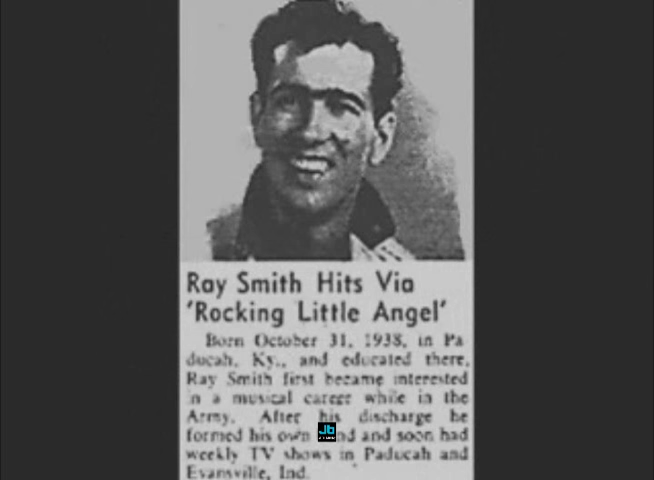 Ray Smith Hits Via
'Rocking Little Angel'
Born October 31, 1938, in Pa
ducah, Ky., and educated there,
Ray Smith first became interested
in a musical career while in the
Army. After his discharge he
formed his own and soon had
weekly TV shows in Paducah and
Evansville, Ind.
Jb